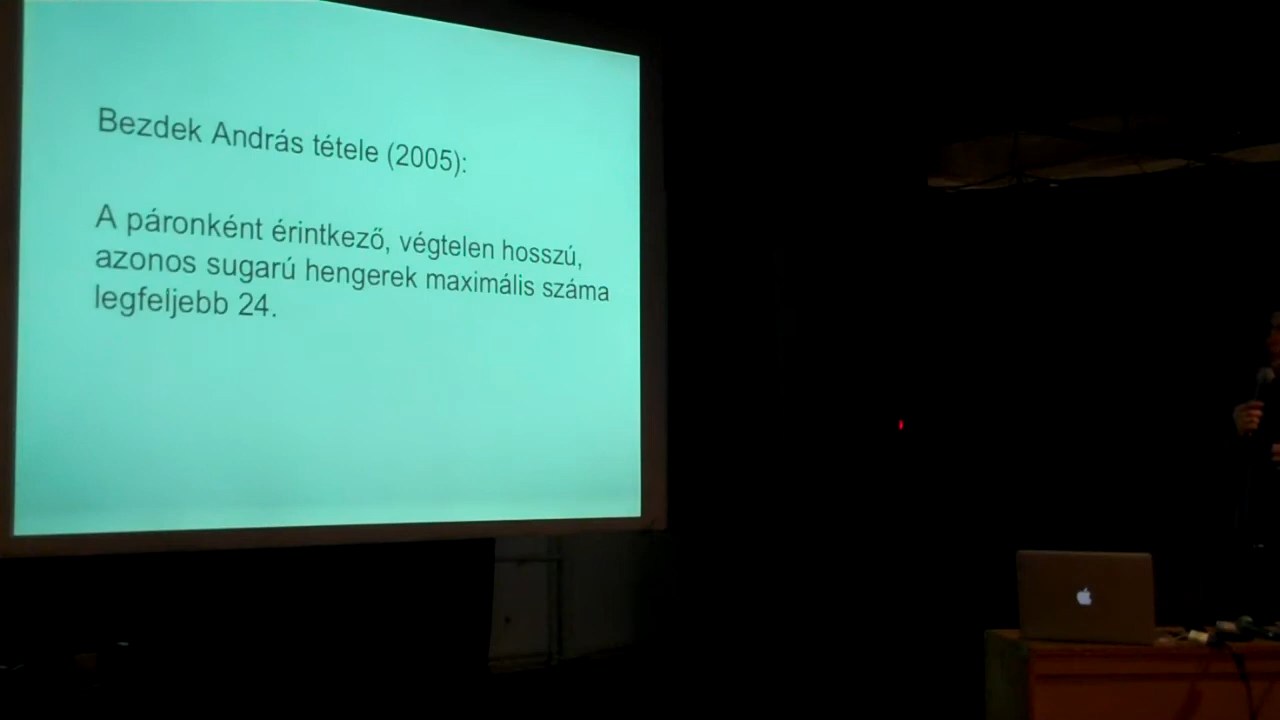 Bezdek András tétele (2005):
A páronként érintkező, végtelen hosszú,
azonos sugarú hengerek maximális száma
legfeljebb 24.